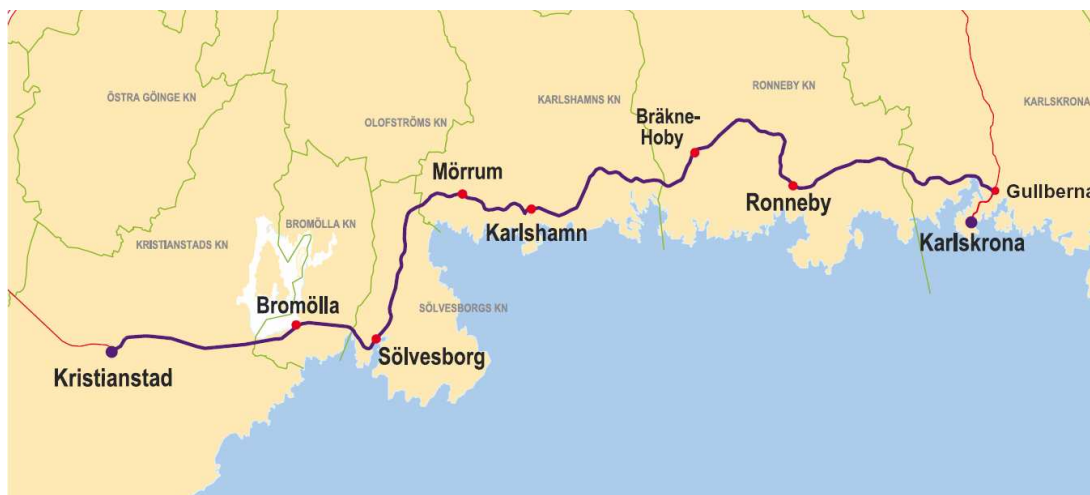 ÖSTRA GÖINGE KN
OLOFSTRÖMS KN
KARLSHAMNS KN
RONNEBY KN
KARLSKRONA
Bräkne-
Hoby
Mörrum
Karlshamn
Ronneby
Gullberna
Karlskrona
KRISTIANSTADS KN
BROMÖLLA KN
Bromölla
SÖLVESBORGS KN
Sölvesborg
Kristianstad